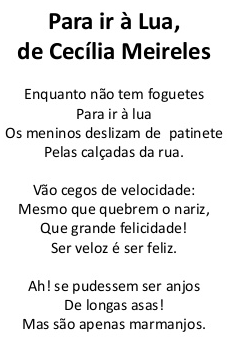 Para ir à Lua,
de Cecília Meireles
Enquanto não tem foguetes
Para ir à lua
Os meninos deslizam de patinete
Pelas calçadas da rua.
Vão cegos de velocidade:
Mesmo que quebrem o nariz,
Que grande felicidade!
Ser veloz é ser feliz.
Ah! se pudessem ser anjos
De longas asas!
Mas são apenas marmanjos.